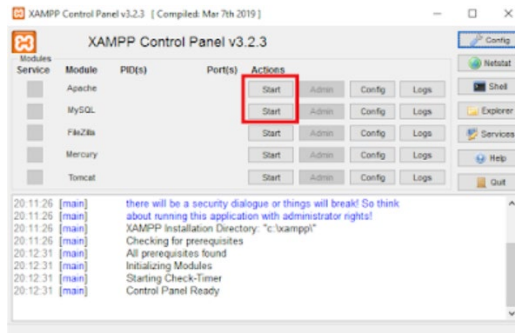 XAMPP Control Panel v3.2.3 [ Compiled: Mar 7th 2019 ]
XAMPP Control Panel v3.2.3
Config
Modules
Service Module PID(s) Port(s) Actions
Netstat
Apache Start Admin Config Logs
Shell
MySQL Start Admin Config Logs
Explorer
FileZilla Start Admin Config Logs
Services
Mercury Start Admin Config Logs
Help
Tomcat Start Admin Config Logs
Quit
20:11:26 [main] there will be a security dialogue or things will break! So think
20:11:26 [main] about running this application with administrator rights!
20:11:26 [main] XAMPP Installation Directory: "c:\xampp\"
20:11:26 [main] Checking for prerequisites
20:12:31 [main] All prerequisites found
20:12:31 [main] Initializing Modules
20:12:31 [main] Starting Check-Timer
20:12:31 [main] Control Panel Ready